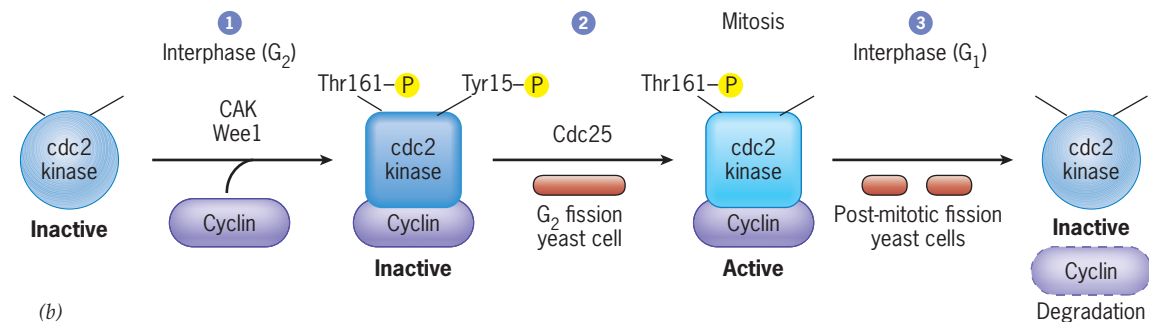 1
Interphase (G2)
2
Mitosis
3
Interphase (G1)
Thr161–P
Tyr15–P
Thr161–P
CAK
Wee1
Cdc25
cdc2
kinase
cdc2
kinase
cdc2
kinase
cdc2
kinase
Inactive
Cyclin
Cyclin
Inactive
G2 fission
yeast cell
Cyclin
Active
Post-mitotic fission
yeast cells
Inactive
Cyclin
Degradation
(b)